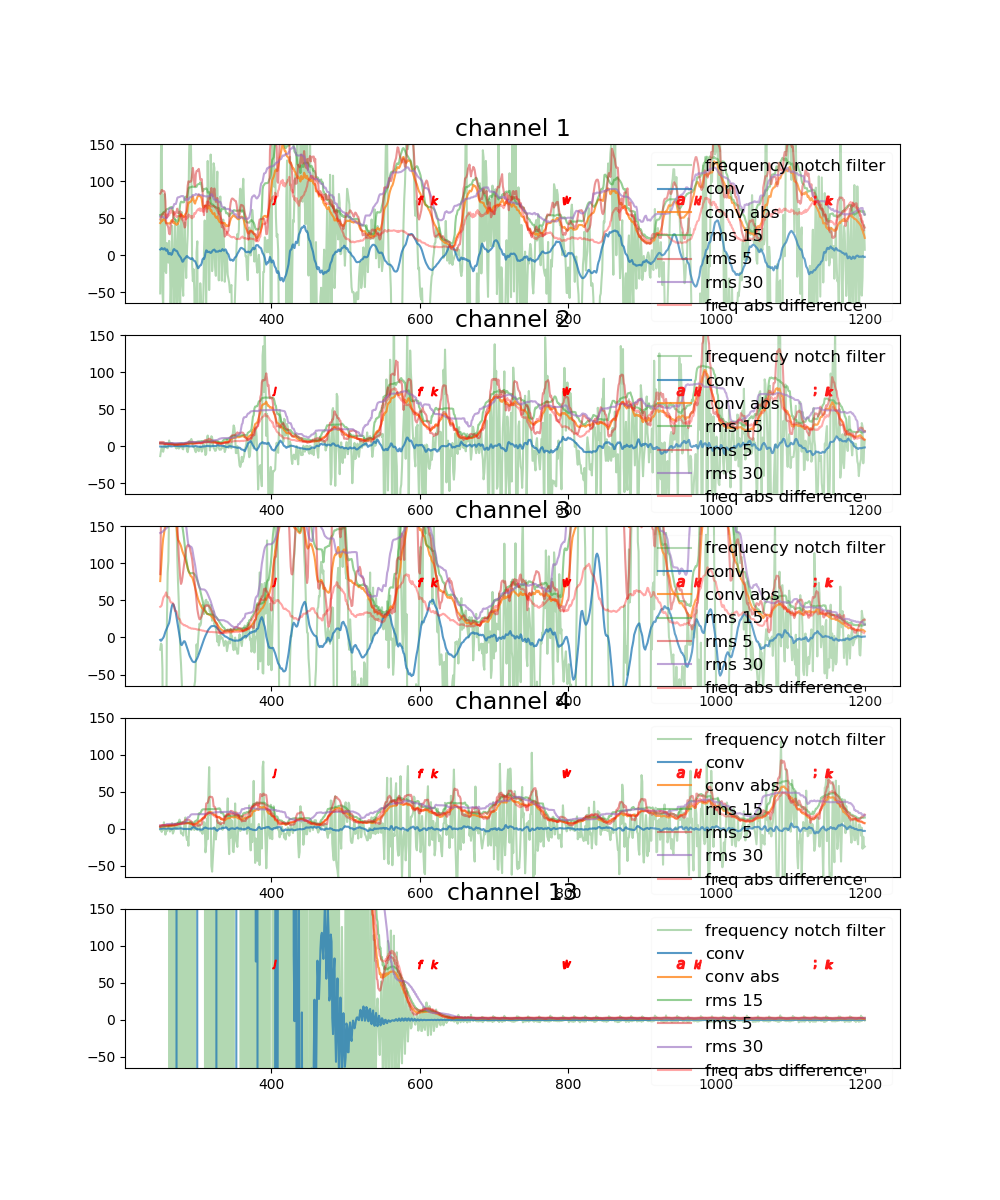 channel 1
150
100
50
0
−50
400
600
800
1000
1200
frequency notch filter
conv
conv abs
rms 15
rms 5
rms 30
freq abs difference
j
f
k
a
;
k
channel 2
150
100
50
0
−50
400
600
800
1000
1200
frequency notch filter
conv
conv abs
rms 15
rms 5
rms 30
freq abs difference
j
f
k
a
;
k
channel 3
150
100
50
0
−50
400
600
800
1000
1200
frequency notch filter
conv
conv abs
rms 15
rms 5
rms 30
freq abs difference
j
f
k
a
;
k
channel 4
150
100
50
0
−50
400
600
800
1000
1200
frequency notch filter
conv
conv abs
rms 15
rms 5
rms 30
freq abs difference
j
f
k
a
;
k
channel 13
150
100
50
0
−50
400
600
800
1000
1200
frequency notch filter
conv
conv abs
rms 15
rms 5
rms 30
freq abs difference
j
f
k
a
;
k